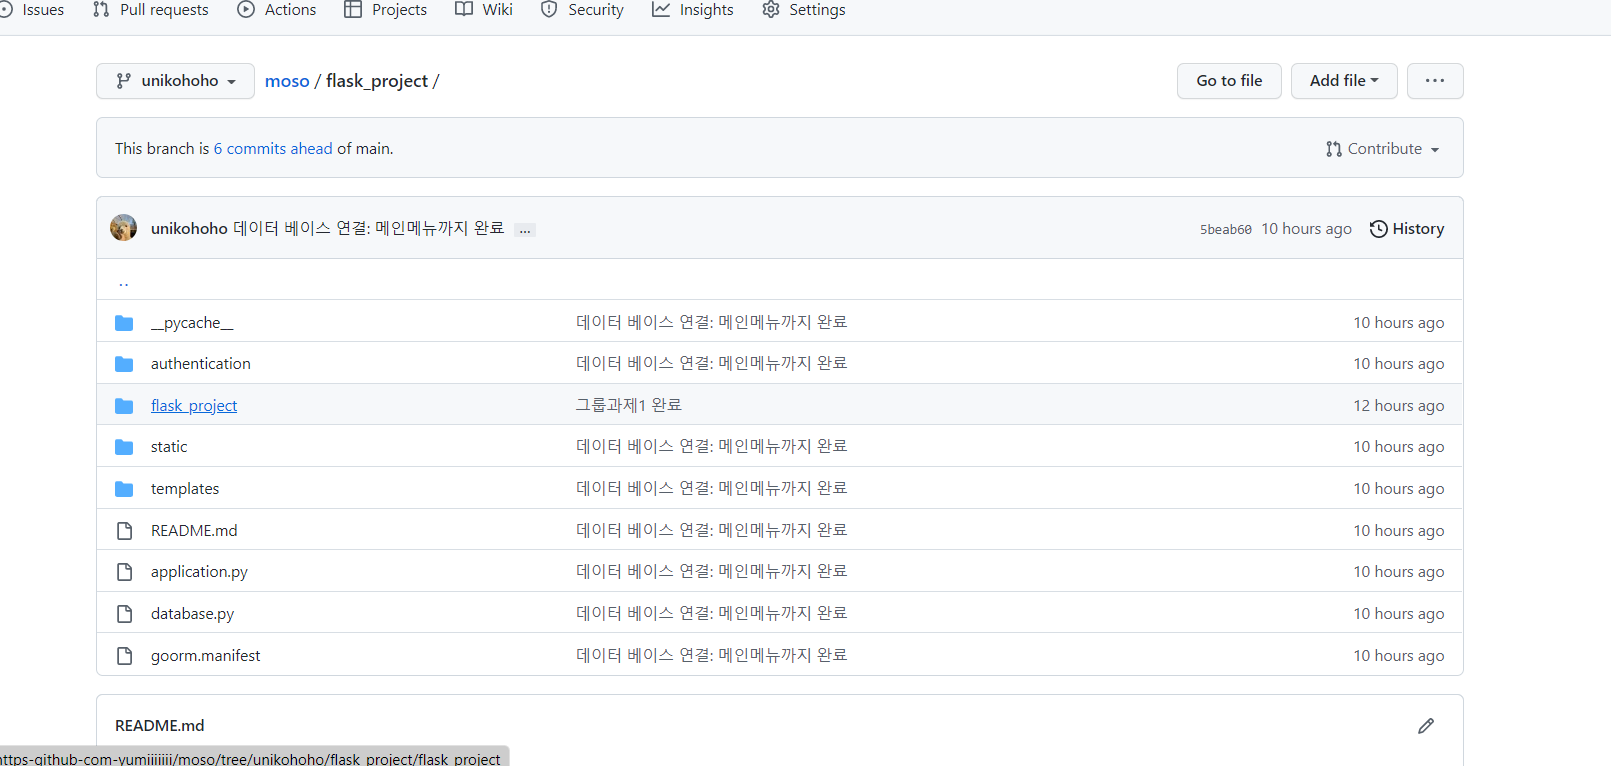 Issues Pull requests Actions Projects Wiki Security Insights Settings
unikohoho moso / flask_project / Go to file Add file ...
This branch is 6 commits ahead of main. Contribute
unikohoho 데이터 베이스 연결: 메인메뉴까지 완료 ... 5beab60 10 hours ago History
..
__pycache__ 데이터 베이스 연결: 메인메뉴까지 완료 10 hours ago
authentication 데이터 베이스 연결: 메인메뉴까지 완료 10 hours ago
flask_project 그룹과제1 완료 12 hours ago
static 데이터 베이스 연결: 메인메뉴까지 완료 10 hours ago
templates 데이터 베이스 연결: 메인메뉴까지 완료 10 hours ago
README.md 데이터 베이스 연결: 메인메뉴까지 완료 10 hours ago
application.py 데이터 베이스 연결: 메인메뉴까지 완료 10 hours ago
database.py 데이터 베이스 연결: 메인메뉴까지 완료 10 hours ago
goorm.manifest 데이터 베이스 연결: 메인메뉴까지 완료 10 hours ago
README.md
https-github-com-yumiiiiiii/moso/tree/unikohoho/flask_project/flask_project